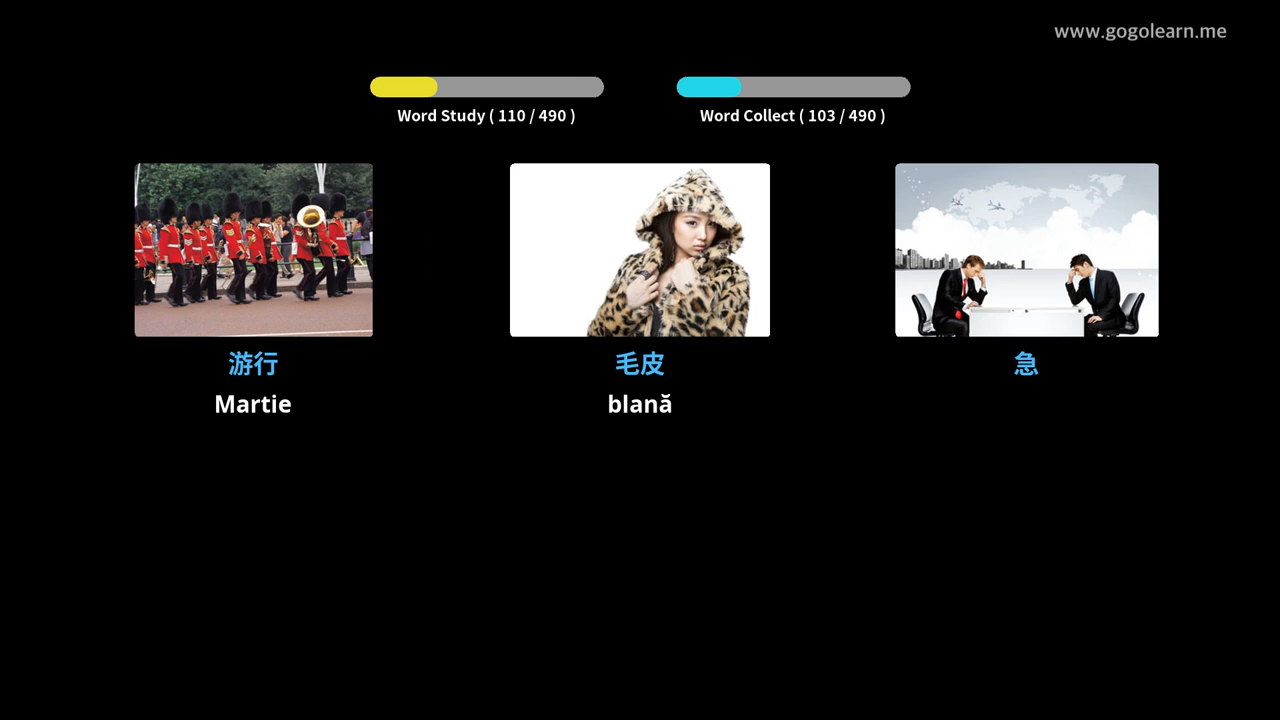 www.gogolearn.me
Word Study ( 110 / 490 )
Word Collect ( 103 / 490 )
游行
毛皮
急
Martie
blană